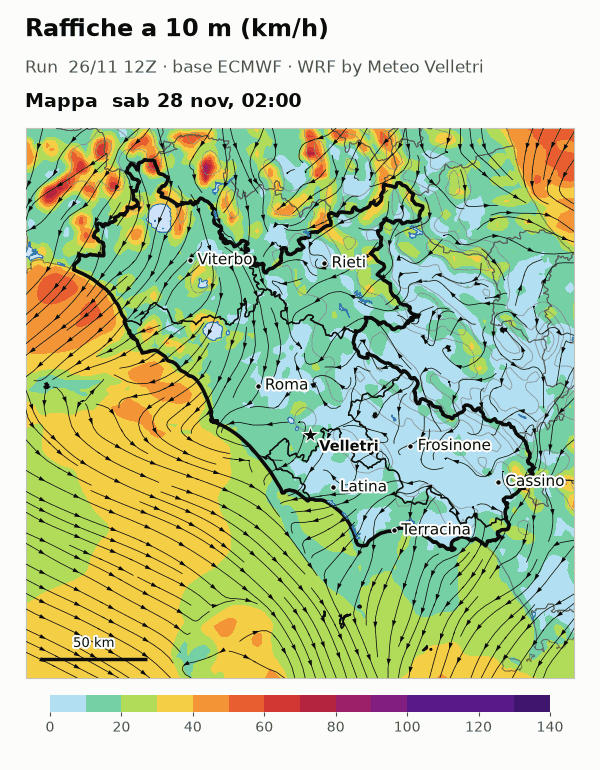 Raffiche a 10 m (km/h)
Run  26/11 12Z · base ECMWF · WRF by Meteo Velletri
Mappa  sab 28 nov, 02:00
Viterbo
Rieti
Roma
Velletri
Frosinone
Cassino
Latina
Terracina
50 km
0 20 40 60 80 100 120 140